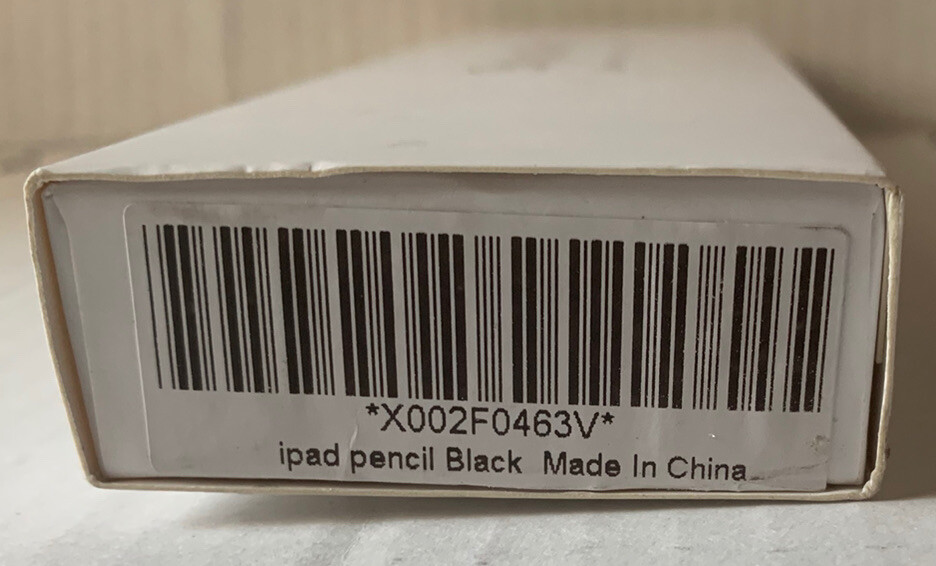 *X002F0463V*
ipad pencil Black Made In China